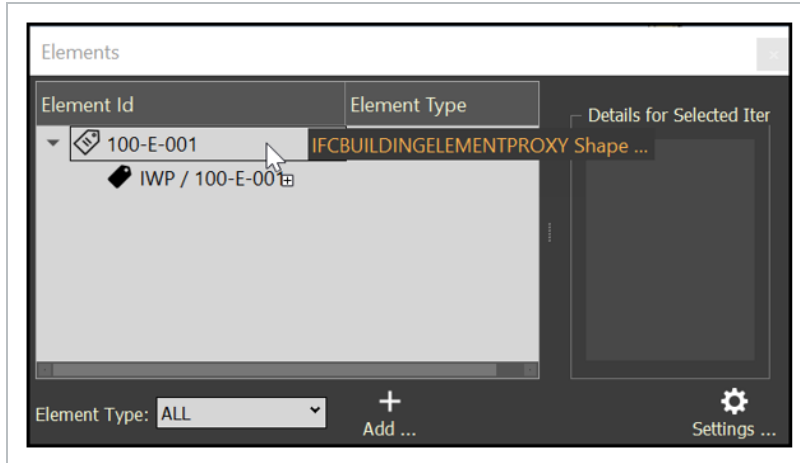 Elements
Element Id
Element Type
Details for Selected Iter
100-E-001
IFCBUILDINGELEMENTPROXY Shape ...
IWP / 100-E-001
Element Type: ALL
Add ...
Settings ...